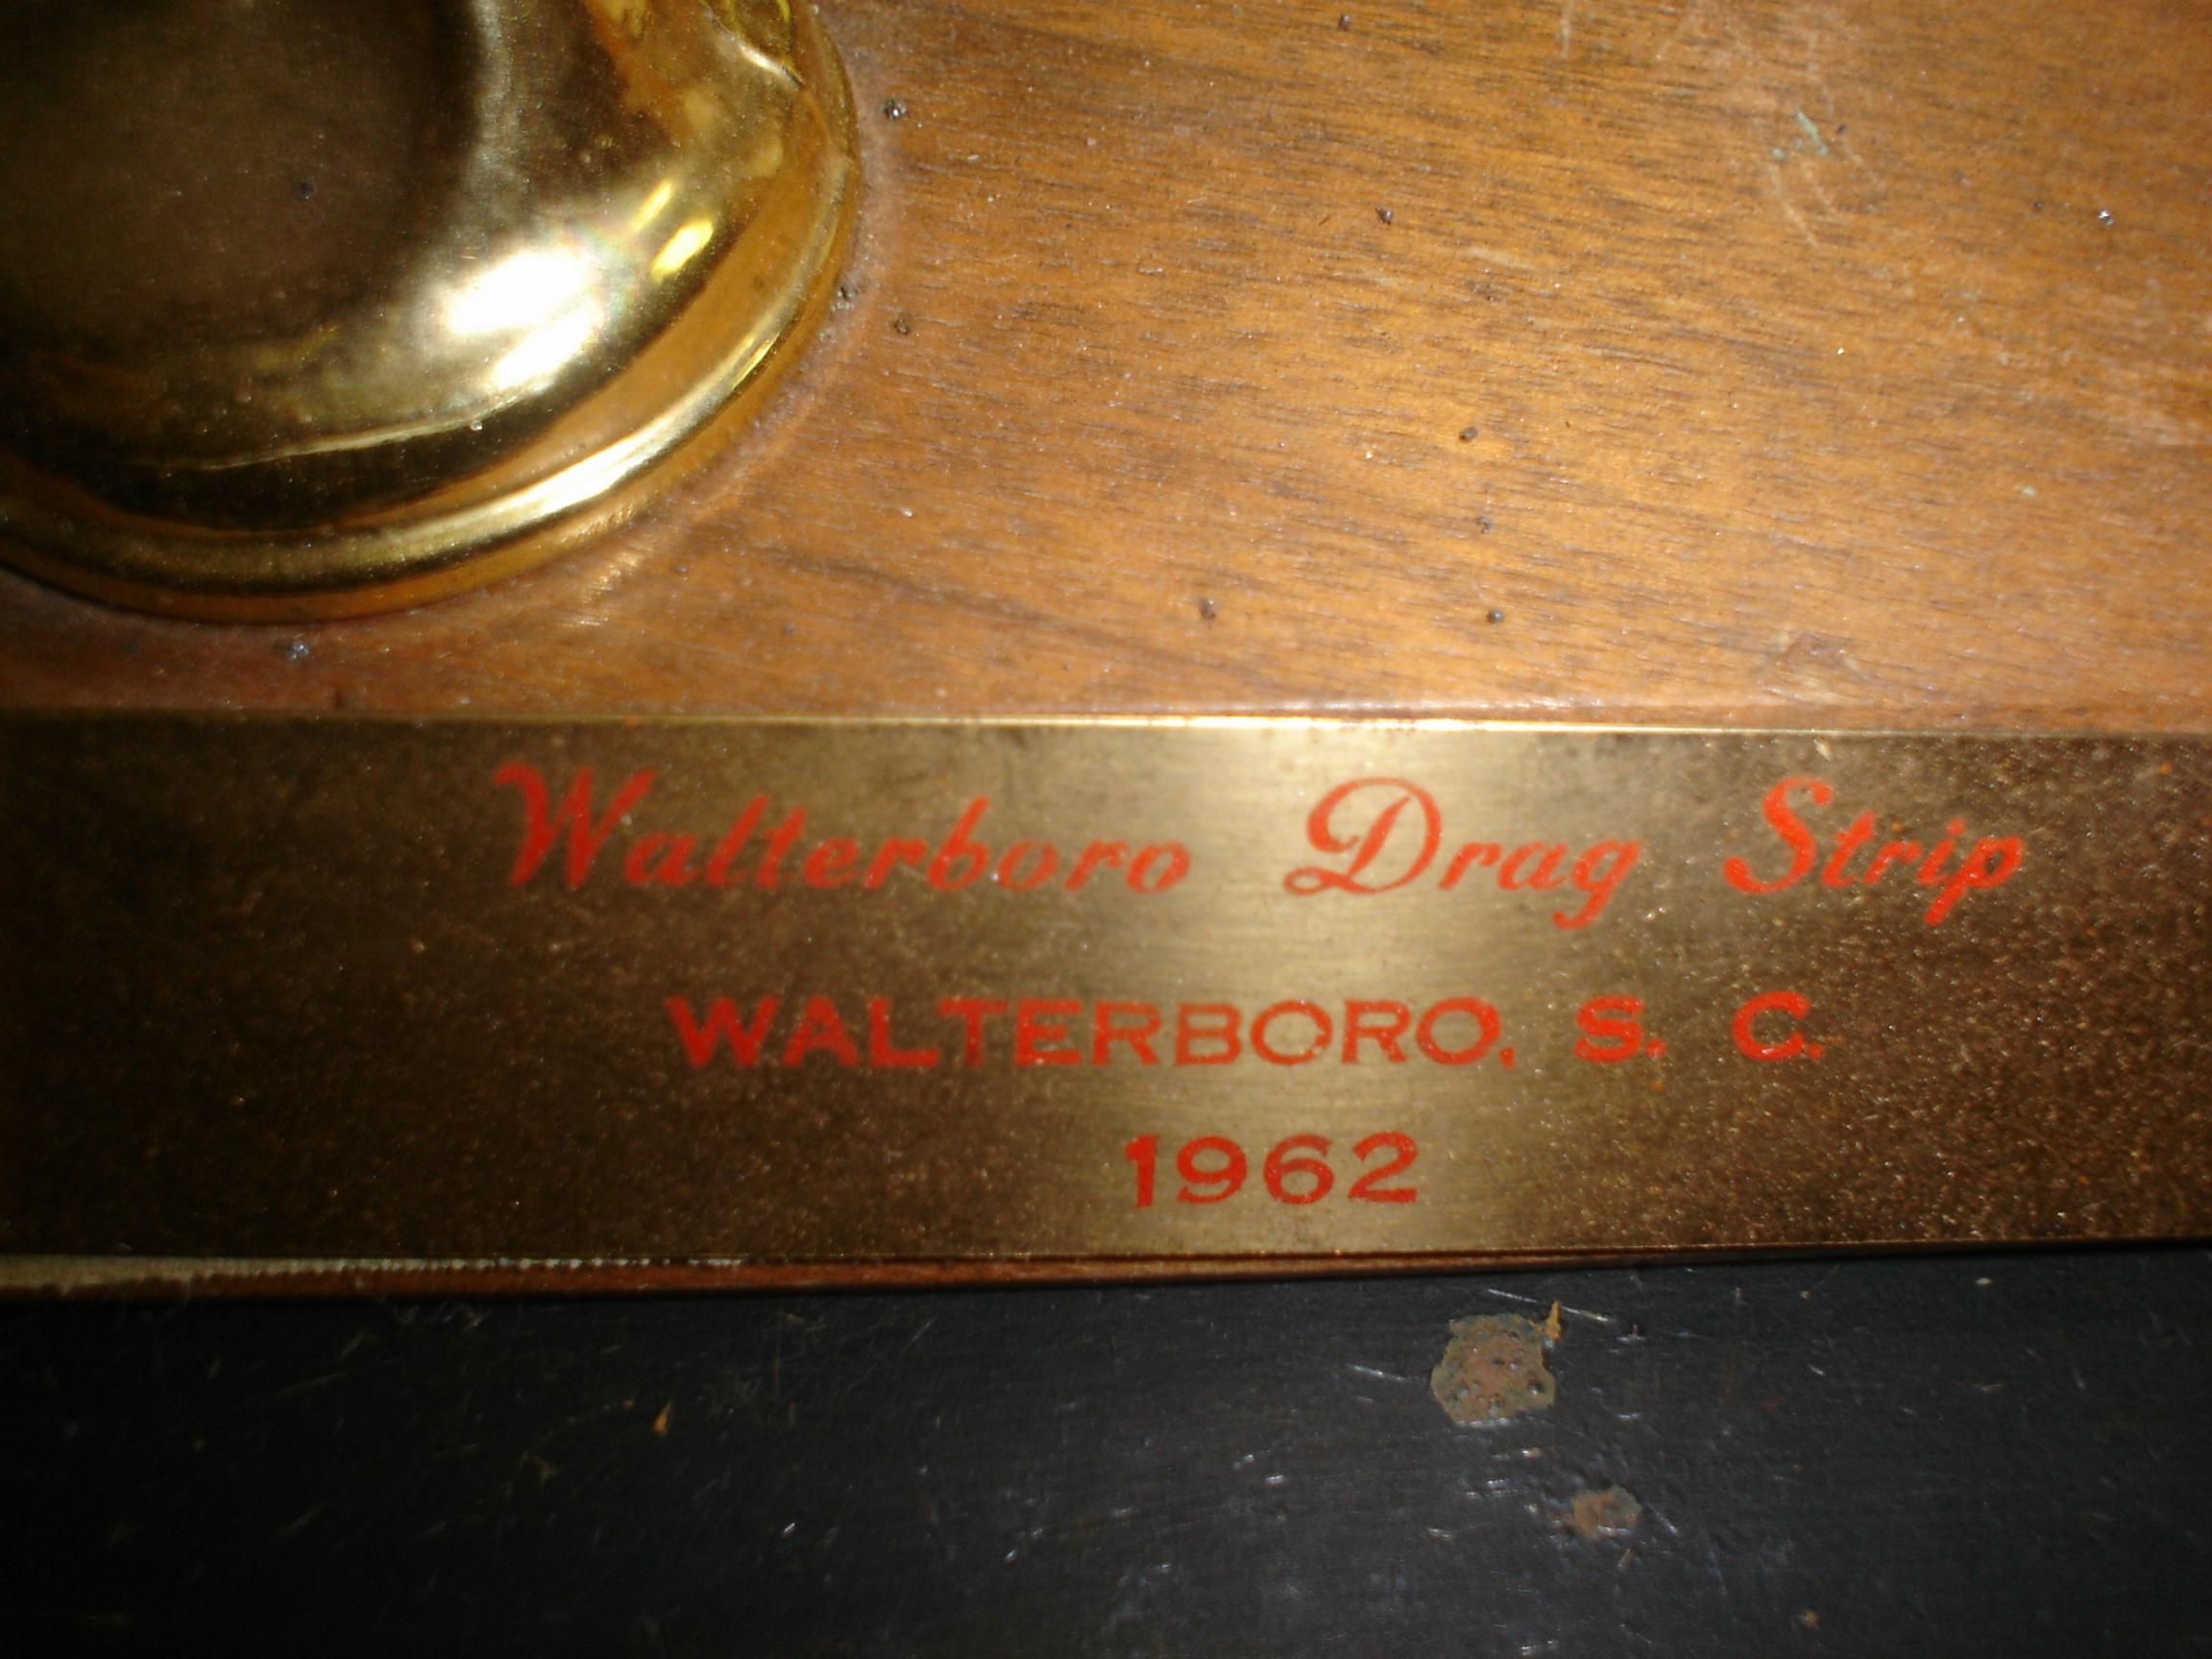 Walterboro Drag Strip
WALTERBORO, S. C.
1962